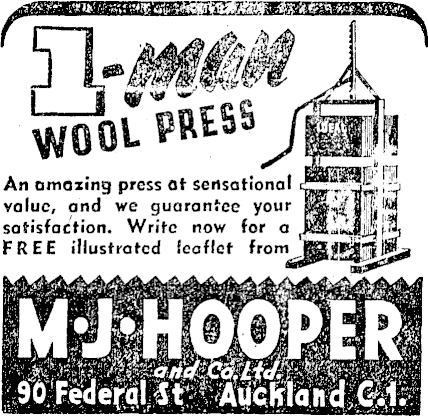 1-man
WOOL PRESS
An amazing press at sensational
value, and we guarantee your
satisfaction. Write now for a
FREE illustrated leaflet from
M·J·HOOPER
and Co. Ltd.
90 Federal St Auckland C.1.